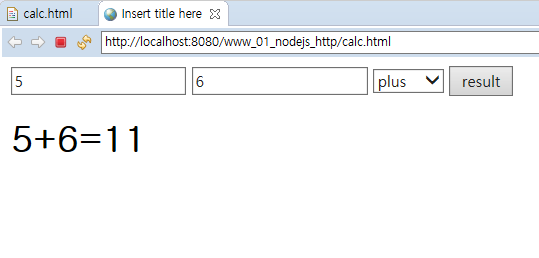 calc.html Insert title here
http://localhost:8080/www_01_nodejs_http/calc.html
5 6 plus result
5+6=11